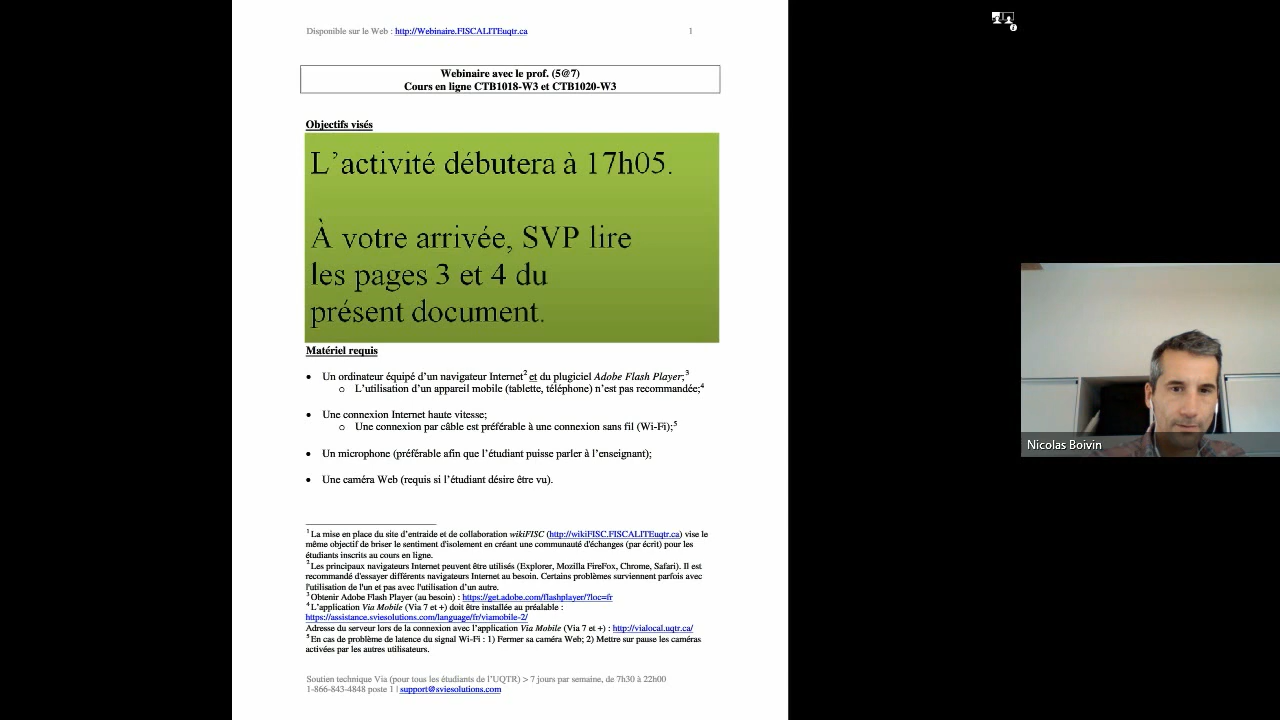 Disponible sur le Web : http://Webinaire.FISCALITEuqtr.ca 1
Webinaire avec le prof. (5@7)
Cours en ligne CTB1018-W3 et CTB1020-W3
Objectifs visés
L'activité débutera à 17h05.
À votre arrivée, SVP lire
les pages 3 et 4 du
présent document.
Matériel requis
• Un ordinateur équipé d'un navigateur Internet2 et du plugiciel Adobe Flash Player;3
o L'utilisation d'un appareil mobile (tablette, téléphone) n'est pas recommandée;4
• Une connexion Internet haute vitesse;
o Une connexion par câble est préférable à une connexion sans fil (Wi-Fi);5
• Un microphone (préférable afin que l'étudiant puisse parler à l'enseignant);
• Une caméra Web (requis si l'étudiant désire être vu).
1 La mise en place du site d'entraide et de collaboration wikiFISC (http://wikiFISC.FISCALITEuqtr.ca) vise le
même objectif de briser le sentiment d'isolement en créant une communauté d'échanges (par écrit) pour les
étudiants inscrits au cours en ligne.
2 Les principaux navigateurs Internet peuvent être utilisés (Explorer, Mozilla FireFox, Chrome, Safari). Il est
recommandé d'essayer différents navigateurs Internet au besoin. Certains problèmes surviennent parfois avec
l'utilisation de l'un et pas avec l'utilisation d'un autre.
3 Obtenir Adobe Flash Player (au besoin) : https://get.adobe.com/flashplayer/?loc=fr
4 L'application Via Mobile (Via 7 et +) doit être installée au préalable :
https://assistance.sviesolutions.com/language/fr/viamobile-2/
Adresse du serveur lors de la connexion avec l'application Via Mobile (Via 7 et +) : http://vialocal.uqtr.ca/
5 En cas de problème de latence du signal Wi-Fi : 1) Fermer sa caméra Web; 2) Mettre sur pause les caméras
activées par les autres utilisateurs.
Soutien technique Via (pour tous les étudiants de l'UQTR) > 7 jours par semaine, de 7h30 à 22h00
1-866-843-4848 poste 1 | support@sviesolutions.com
Nicolas Boivin